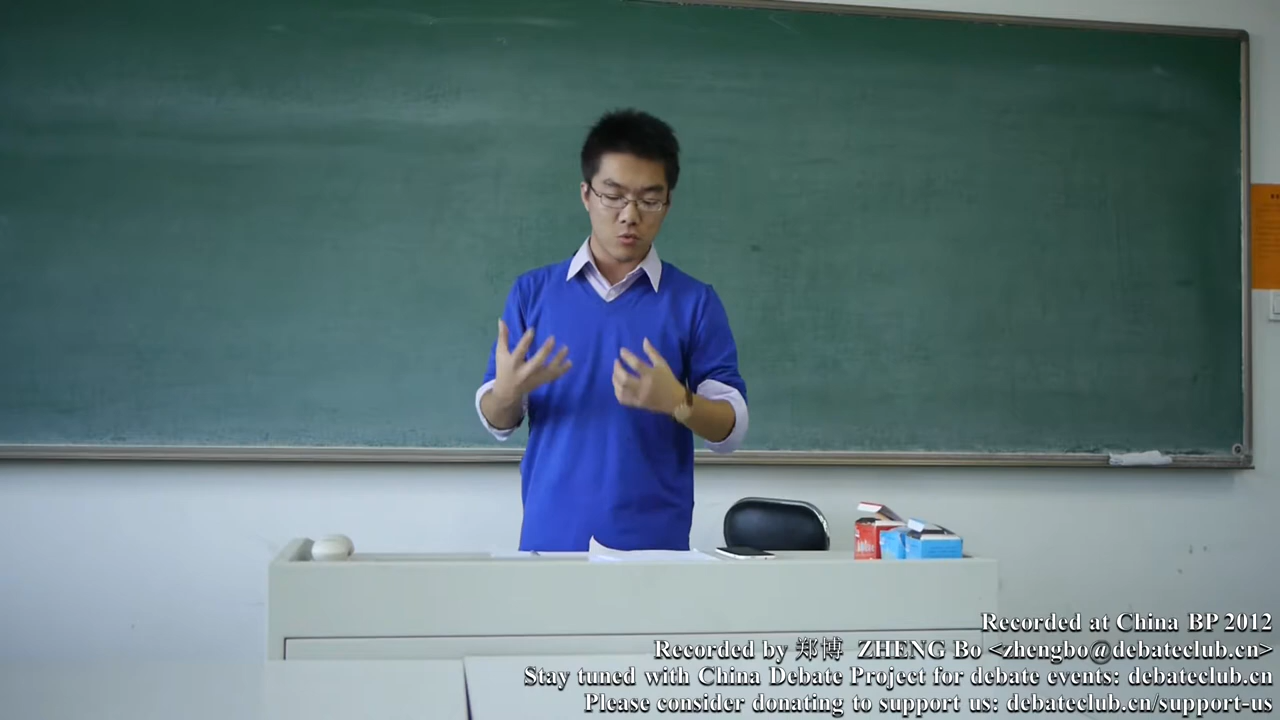 Recorded at China BP 2012
Recorded by 郑博 ZHENG Bo <zhengbo@debateclub.cn>
Stay tuned with China Debate Project for debate events: debateclub.cn
Please consider donating to support us: debateclub.cn/support-us